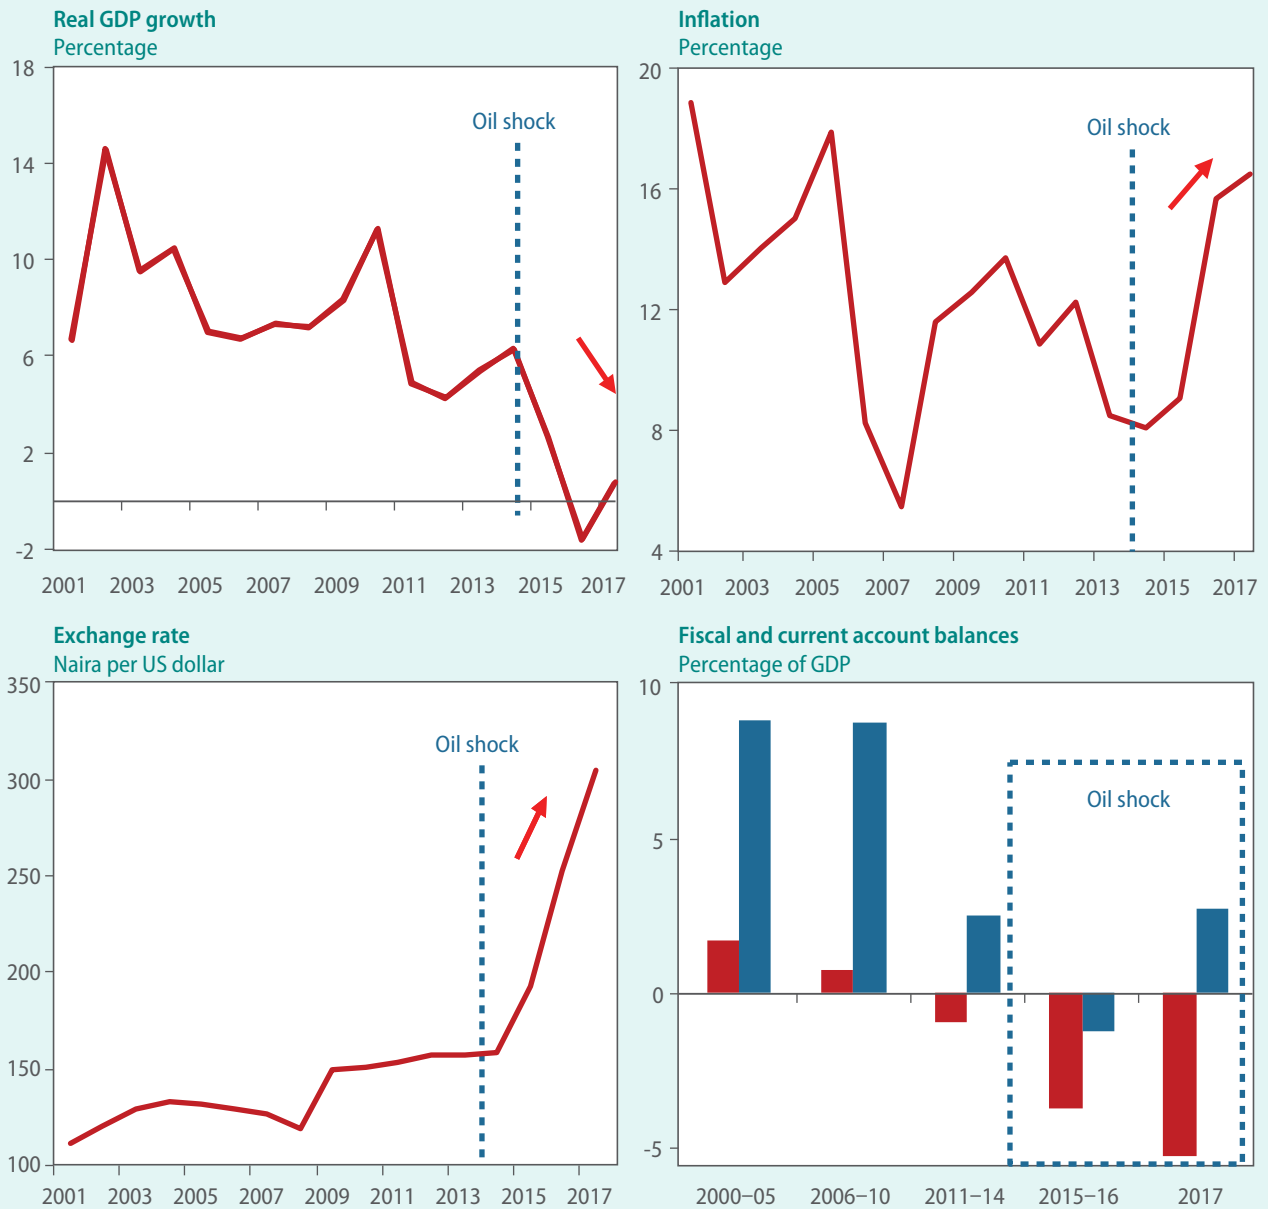 Real GDP growth
Percentage
18
14
10
6
2
-2
Oil shock
2001 2003 2005 2007 2009 2011 2013 2015 2017
Inflation
Percentage
20
16
12
8
4
Oil shock
2001 2003 2005 2007 2009 2011 2013 2015 2017
Exchange rate
Naira per US dollar
350
300
250
200
150
100
Oil shock
2001 2003 2005 2007 2009 2011 2013 2015 2017
Fiscal and current account balances
Percentage of GDP
10
5
0
-5
Oil shock
2000–05 2006–10 2011–14 2015–16 2017